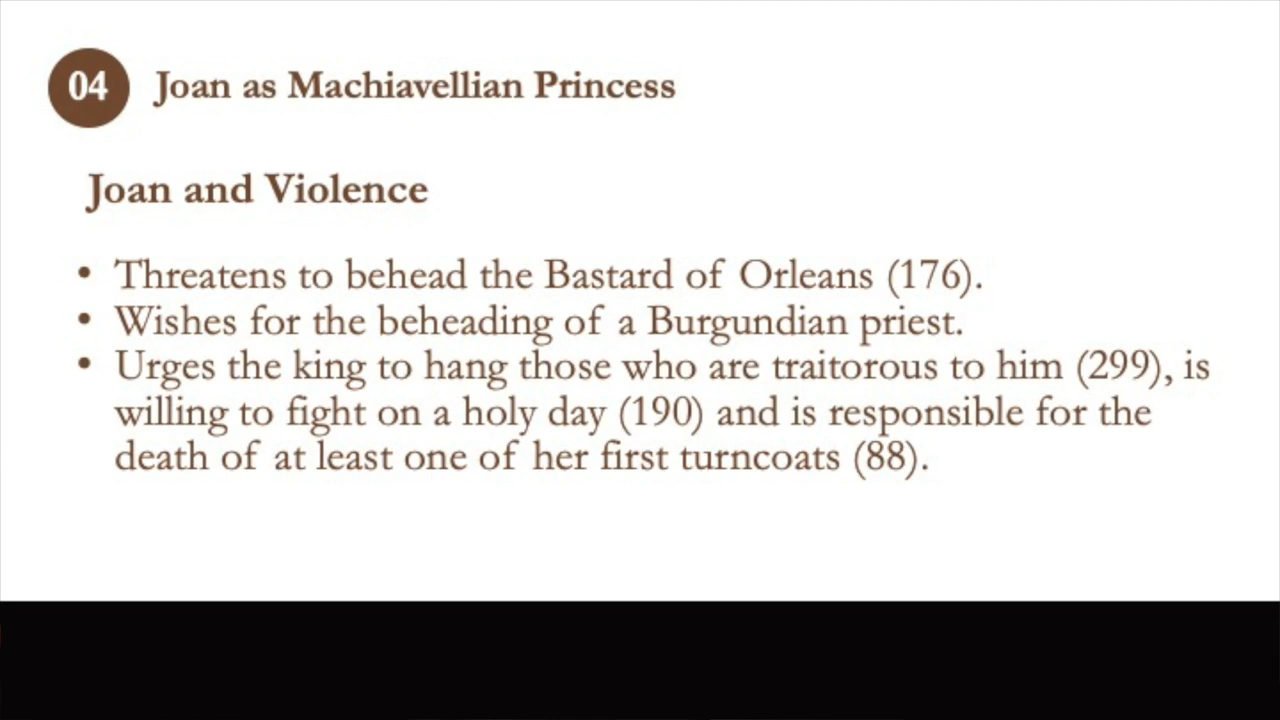 04
Joan as Machiavellian Princess
Joan and Violence
• Threatens to behead the Bastard of Orleans (176).
• Wishes for the beheading of a Burgundian priest.
• Urges the king to hang those who are traitorous to him (299), is
willing to fight on a holy day (190) and is responsible for the
death of at least one of her first turncoats (88).